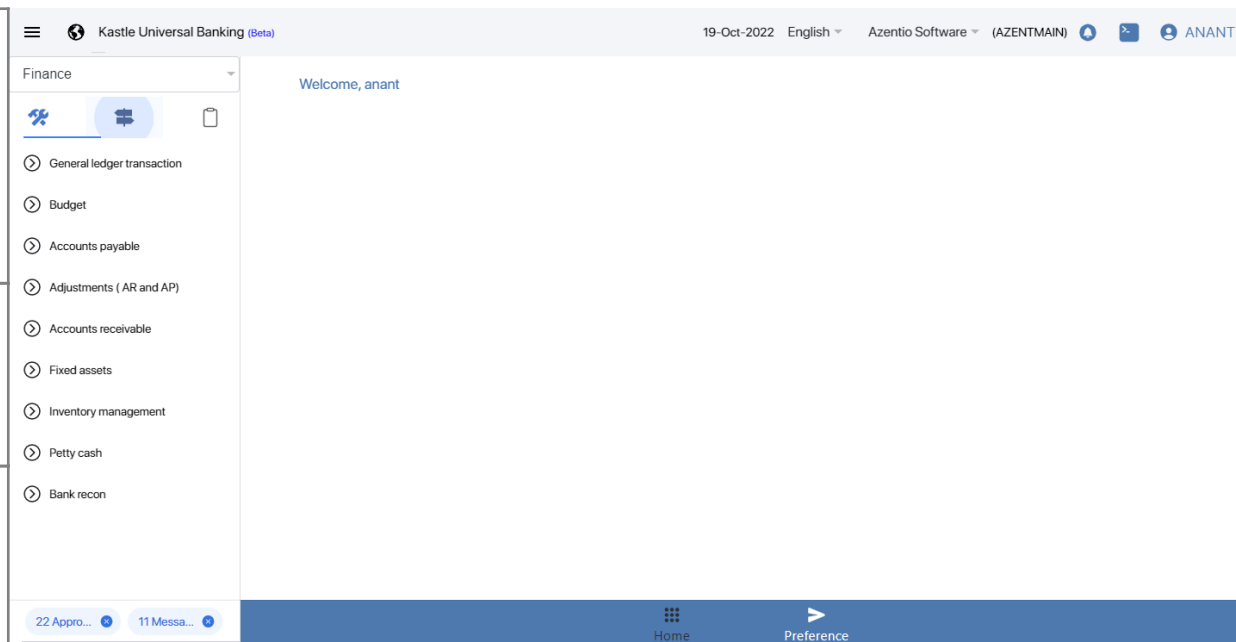 Kastle Universal Banking (Beta)
19-Oct-2022 English Azentio Software (AZENTMAIN) ANANT
Finance
Welcome, anant
General ledger transaction
Budget
Accounts payable
Adjustments ( AR and AP)
Accounts receivable
Fixed assets
Inventory management
Petty cash
Bank recon
22 Appro... 11 Messa...
Home Preference